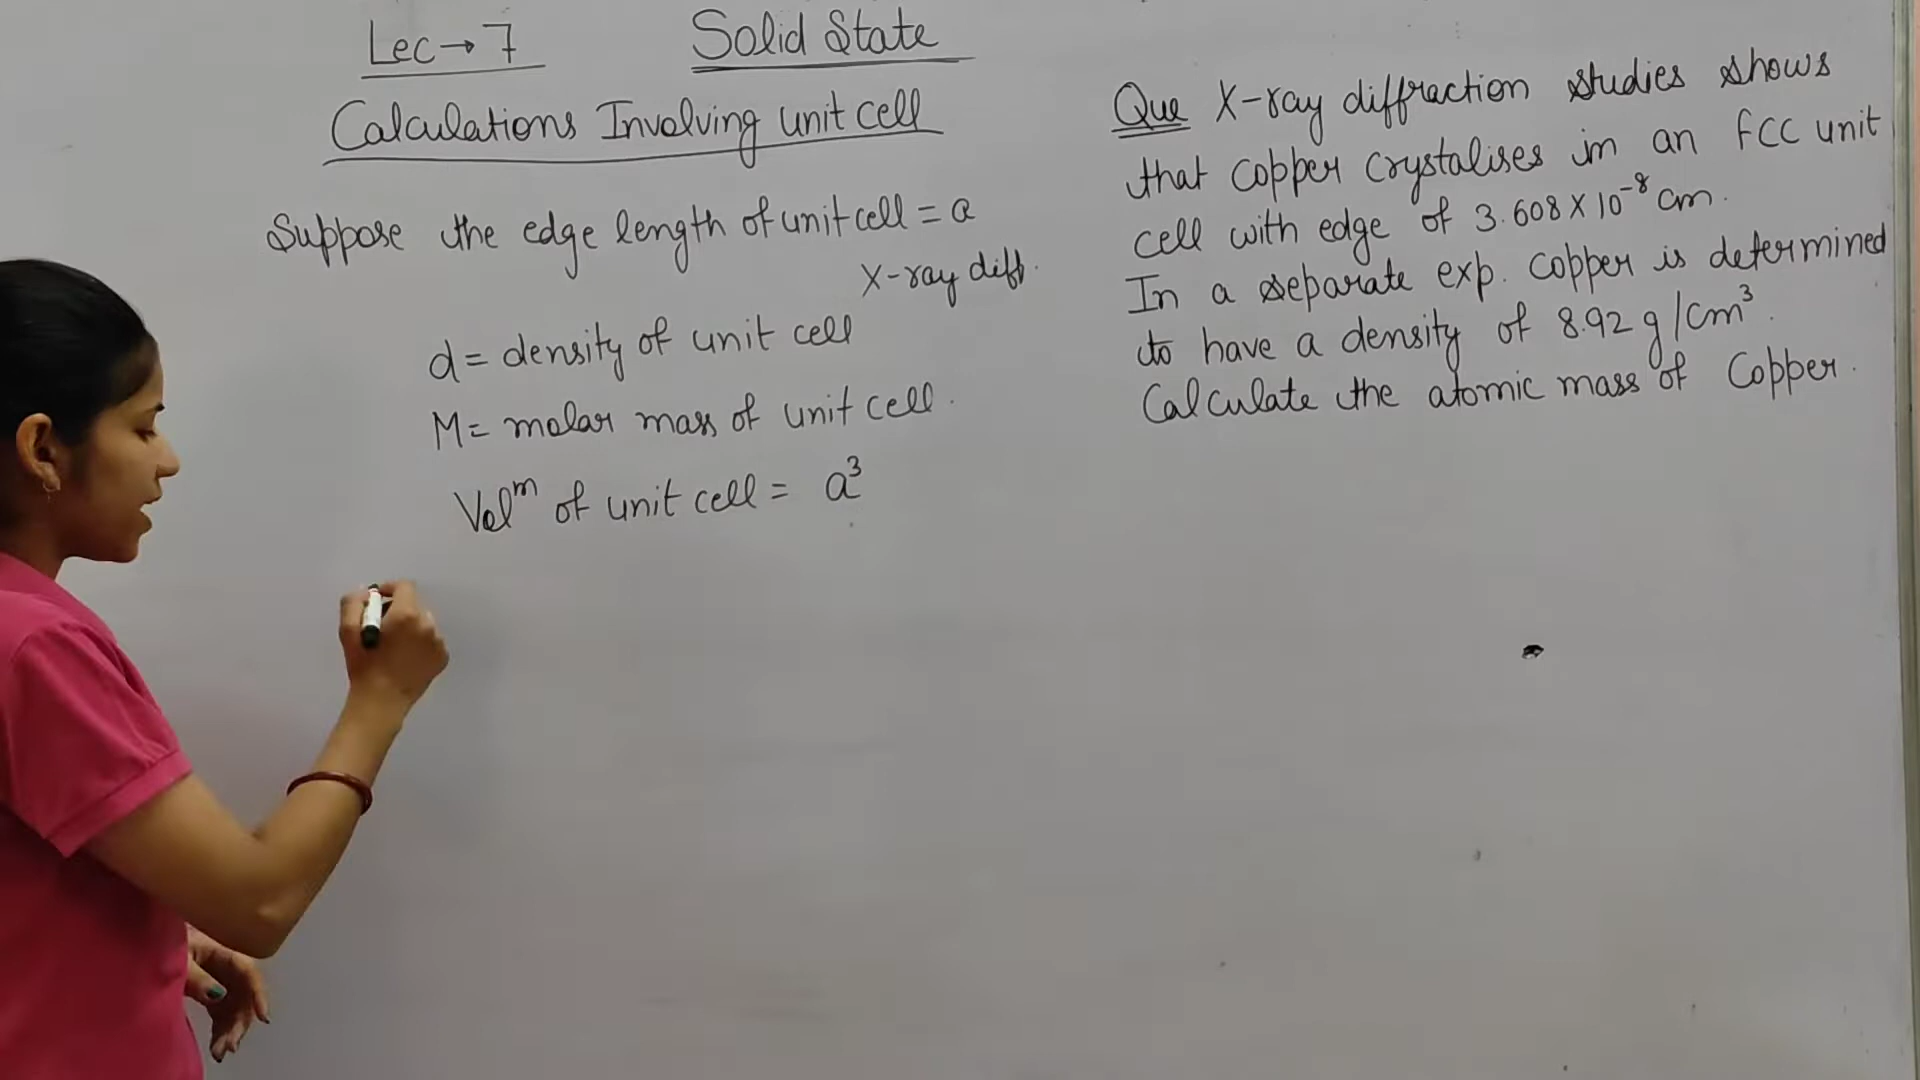 Lec → 7
Solid State
Calculations Involving unit cell
Suppose the edge length of unit cell = a
X-ray diff.
d = density of unit cell
M = molar mass of unit cell.
Volᵐ of unit cell = a³
Que X-ray diffraction studies shows
that copper crystalises in an FCC unit
cell with edge of 3.608 X 10⁻⁸ cm.
In a separate exp. copper is determined
to have a density of 8.92 g/cm³.
Calculate the atomic mass of Copper.